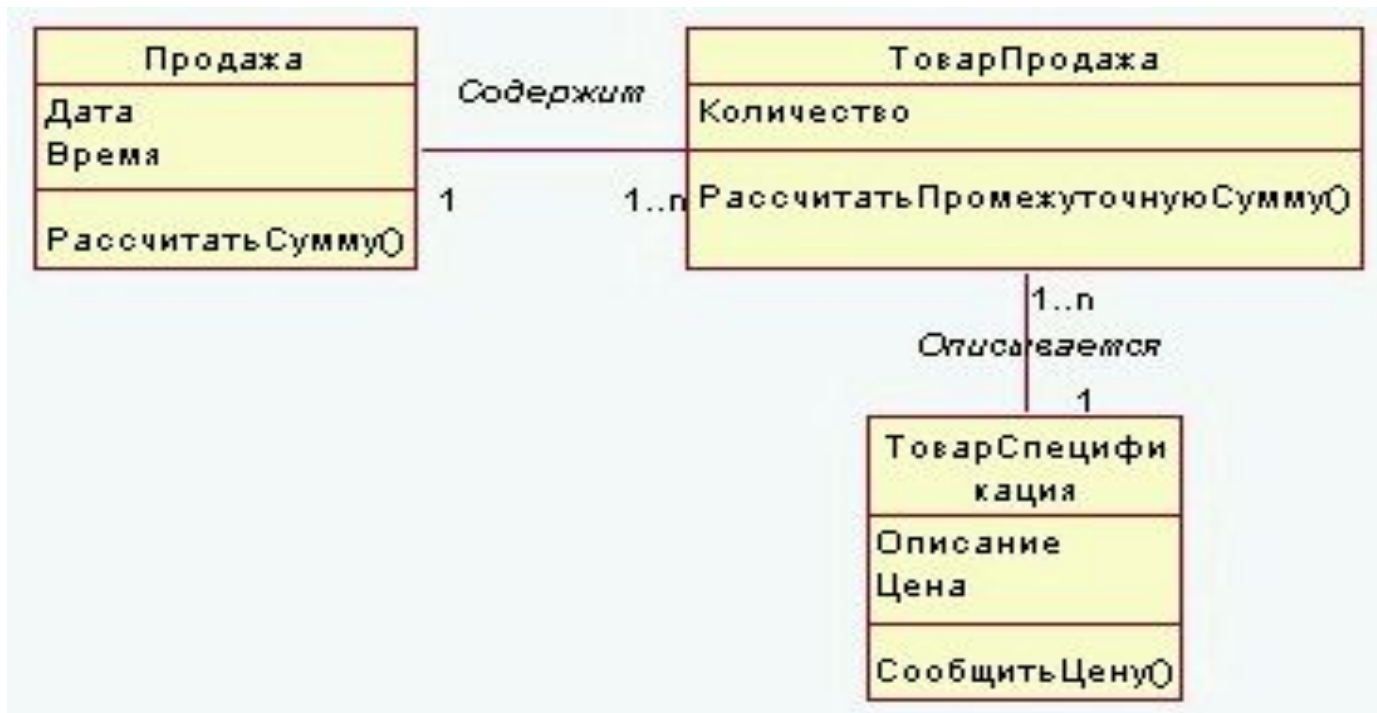 Продажа
Дата
Время
РассчитатьСумму()
Содержит
1
1..n
ТоварПродажа
Количество
РассчитатьПромежуточнуюСумму()
1..n
Описывается
1
ТоварСпецифи
кация
Описание
Цена
СообщитьЦену()